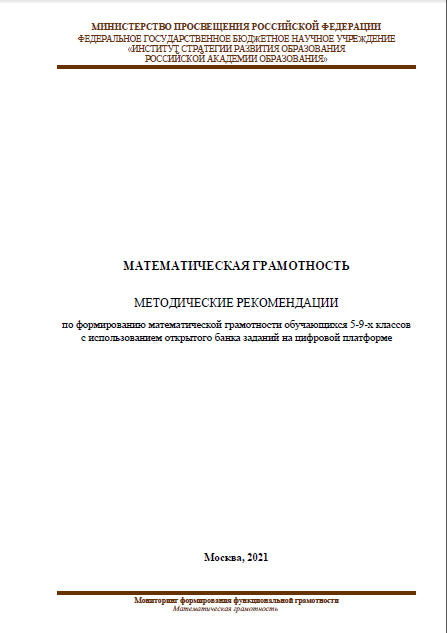 МИНИСТЕРСТВО ПРОСВЕЩЕНИЯ РОССИЙСКОЙ ФЕДЕРАЦИИ
ФЕДЕРАЛЬНОЕ ГОСУДАРСТВЕННОЕ БЮДЖЕТНОЕ НАУЧНОЕ УЧРЕЖДЕНИЕ
«ИНСТИТУТ СТРАТЕГИИ РАЗВИТИЯ ОБРАЗОВАНИЯ
РОССИЙСКОЙ АКАДЕМИИ ОБРАЗОВАНИЯ»
МАТЕМАТИЧЕСКАЯ ГРАМОТНОСТЬ
МЕТОДИЧЕСКИЕ РЕКОМЕНДАЦИИ
по формированию математической грамотности обучающихся 5-9-х классов
с использованием открытого банка заданий на цифровой платформе
Москва, 2021
Мониторинг формирования функциональной грамотности
Математическая грамотность